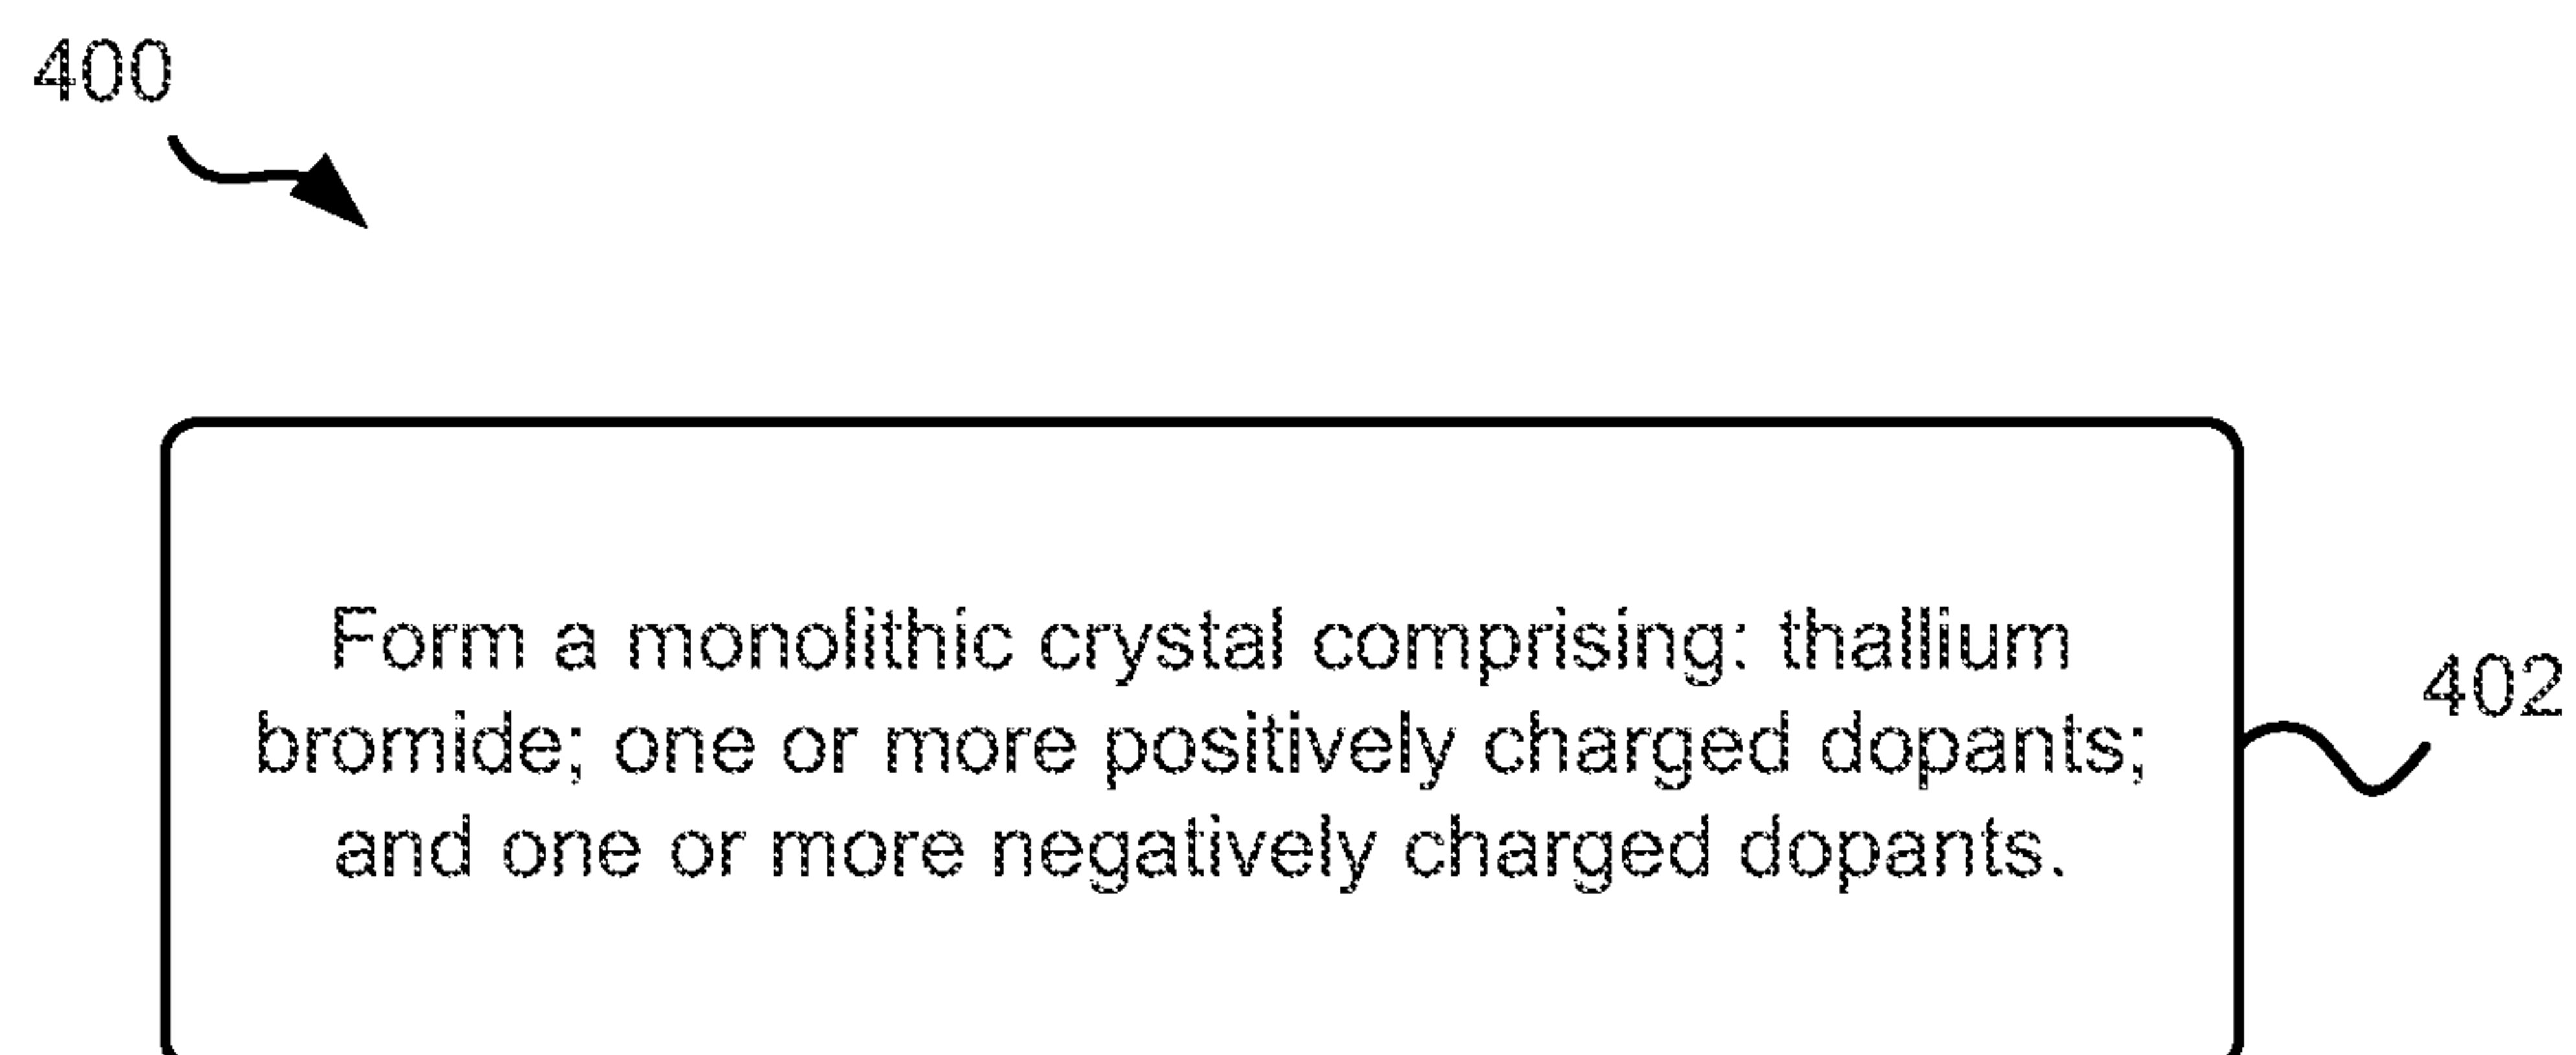 400
Form a monolithic crystal comprising: thallium
bromide; one or more positively charged dopants;
and one or more negatively charged dopants.
402